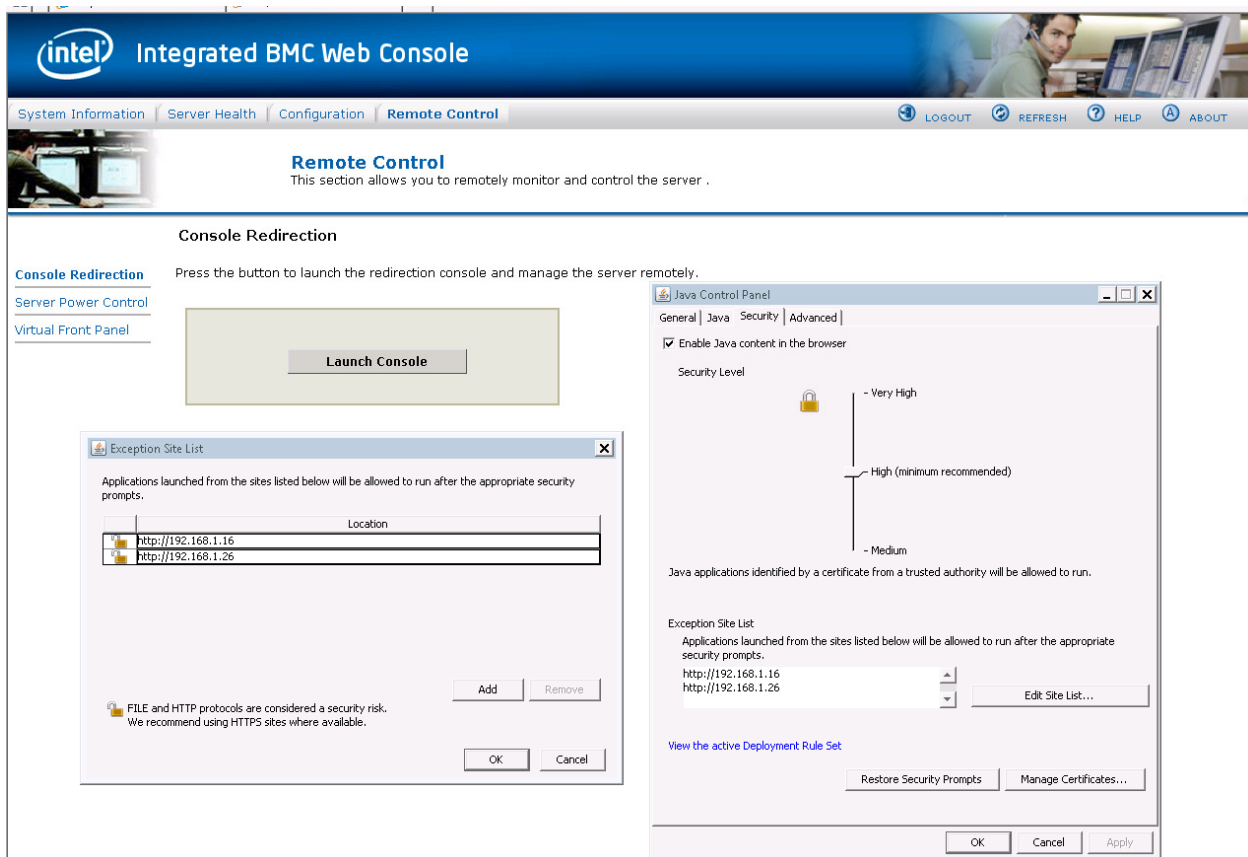 intel Integrated BMC Web Console
System Information Server Health Configuration Remote Control LOGOUT REFRESH HELP ABOUT
Remote Control
This section allows you to remotely monitor and control the server .
Console Redirection
Console Redirection
Server Power Control
Virtual Front Panel
Press the button to launch the redirection console and manage the server remotely.
Launch Console
Exception Site List
Applications launched from the sites listed below will be allowed to run after the appropriate security
prompts.
Location
http://192.168.1.16
http://192.168.1.26
Add Remove
FILE and HTTP protocols are considered a security risk.
We recommend using HTTPS sites where available.
OK Cancel
Java Control Panel
General Java Security Advanced
Enable Java content in the browser
Security Level
- Very High
- High (minimum recommended)
- Medium
Java applications identified by a certificate from a trusted authority will be allowed to run.
Exception Site List
Applications launched from the sites listed below will be allowed to run after the appropriate
security prompts.
http://192.168.1.16
http://192.168.1.26
Edit Site List...
View the active Deployment Rule Set
Restore Security Prompts Manage Certificates...
OK Cancel Apply